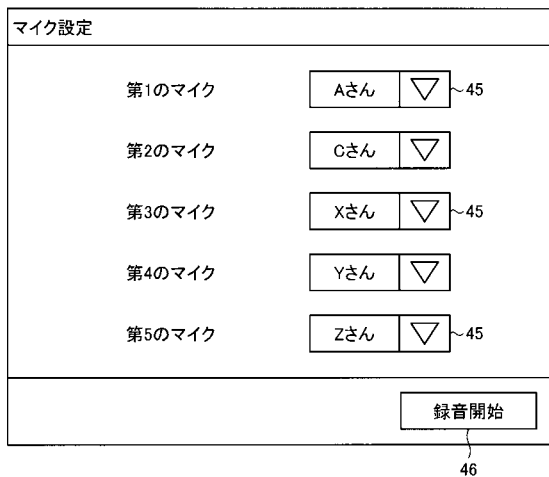 マイク設定
第1のマイク Aさん 45
第2のマイク Cさん
第3のマイク Xさん 45
第4のマイク Yさん
第5のマイク Zさん 45
録音開始
46